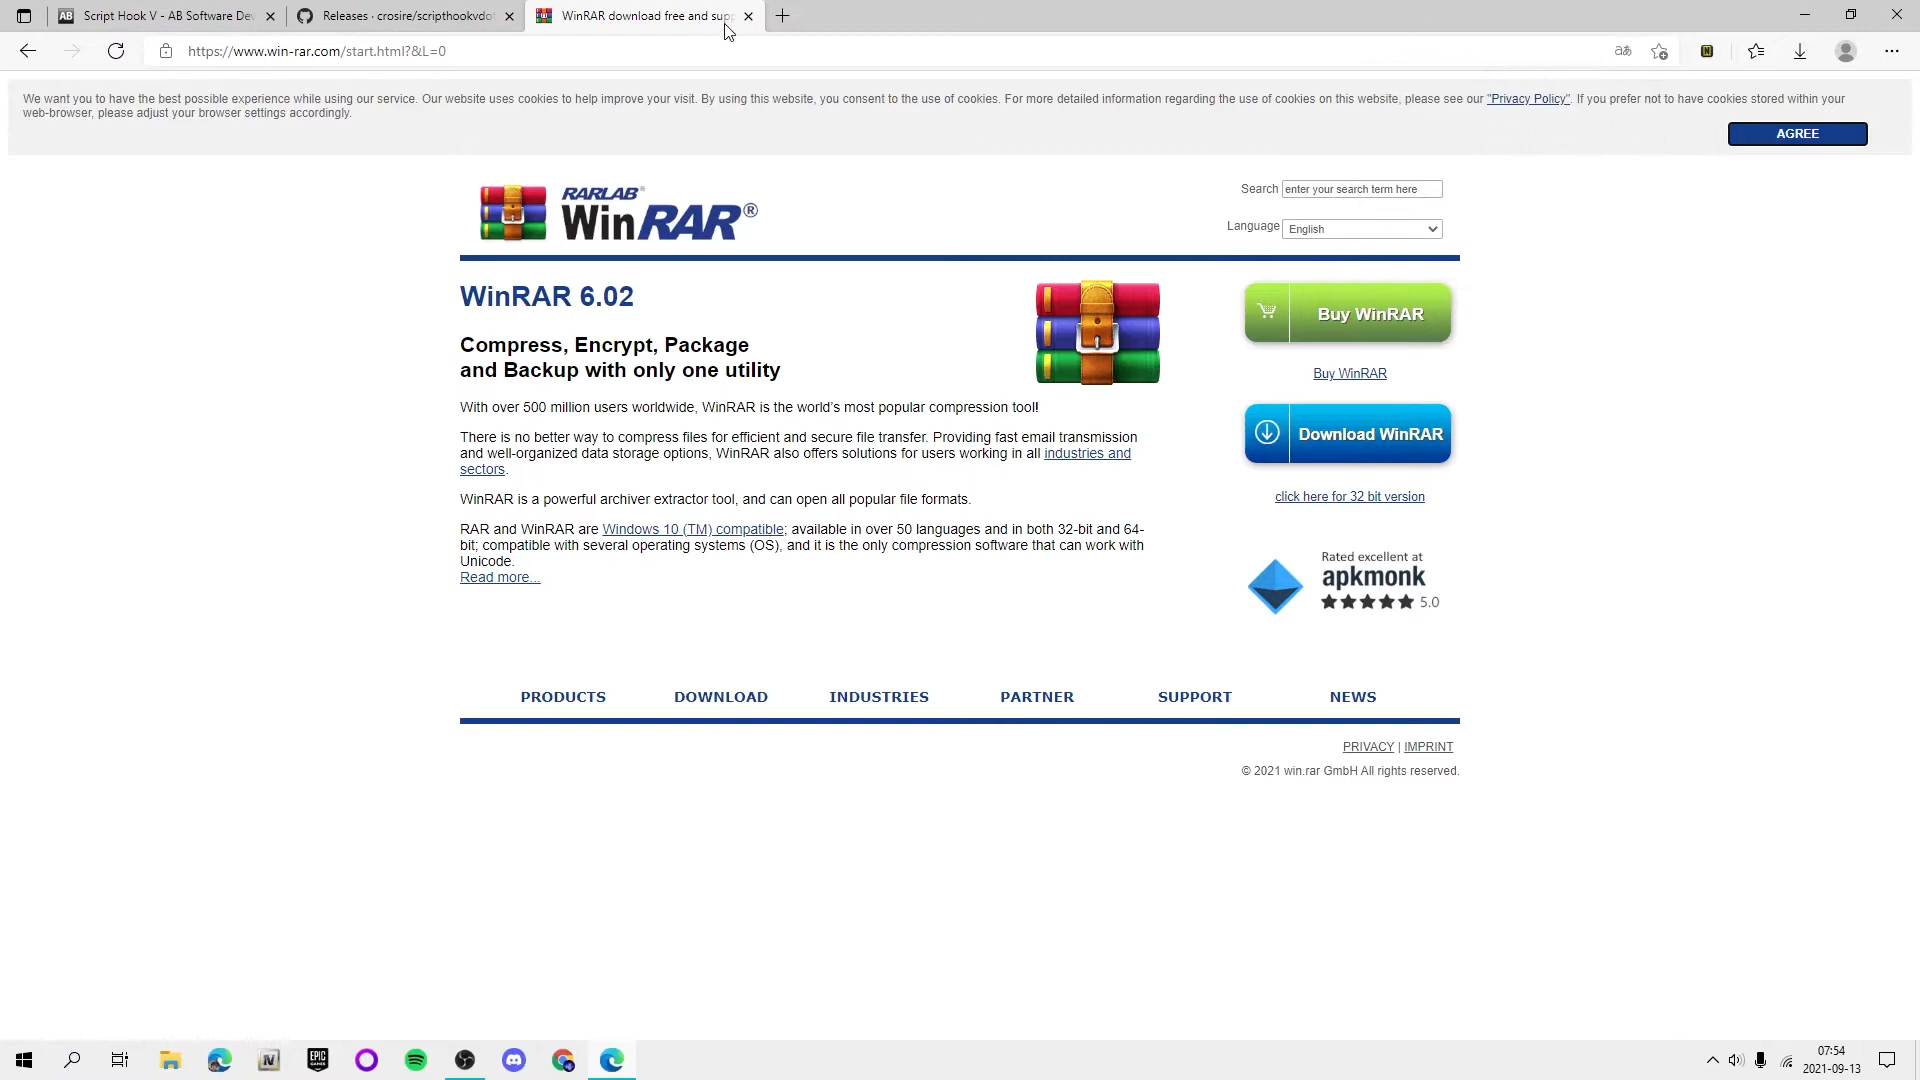 Script Hook V - AB Software Dev
Releases · crosire/scripthookvdot
WinRAR download free and supp
https://www.win-rar.com/start.html?&L=0
We want you to have the best possible experience while using our service. Our website uses cookies to help improve your visit. By using this website, you consent to the use of cookies. For more detailed information regarding the use of cookies on this website, please see our "Privacy Policy". If you prefer not to have cookies stored within your
web-browser, please adjust your browser settings accordingly.
AGREE
RARLAB®
WinRAR®
Search enter your search term here
Language English
WinRAR 6.02
Compress, Encrypt, Package
and Backup with only one utility
With over 500 million users worldwide, WinRAR is the world’s most popular compression tool!
There is no better way to compress files for efficient and secure file transfer. Providing fast email transmission
and well-organized data storage options, WinRAR also offers solutions for users working in all industries and
sectors.
WinRAR is a powerful archiver extractor tool, and can open all popular file formats.
RAR and WinRAR are Windows 10 (TM) compatible; available in over 50 languages and in both 32-bit and 64-
bit; compatible with several operating systems (OS), and it is the only compression software that can work with
Unicode.
Read more...
Buy WinRAR
Buy WinRAR
Download WinRAR
click here for 32 bit version
Rated excellent at
apkmonk
5.0
PRODUCTS DOWNLOAD INDUSTRIES PARTNER SUPPORT NEWS
PRIVACY | IMPRINT
© 2021 win.rar GmbH All rights reserved.
EPIC
GAMES
07:54
2021-09-13